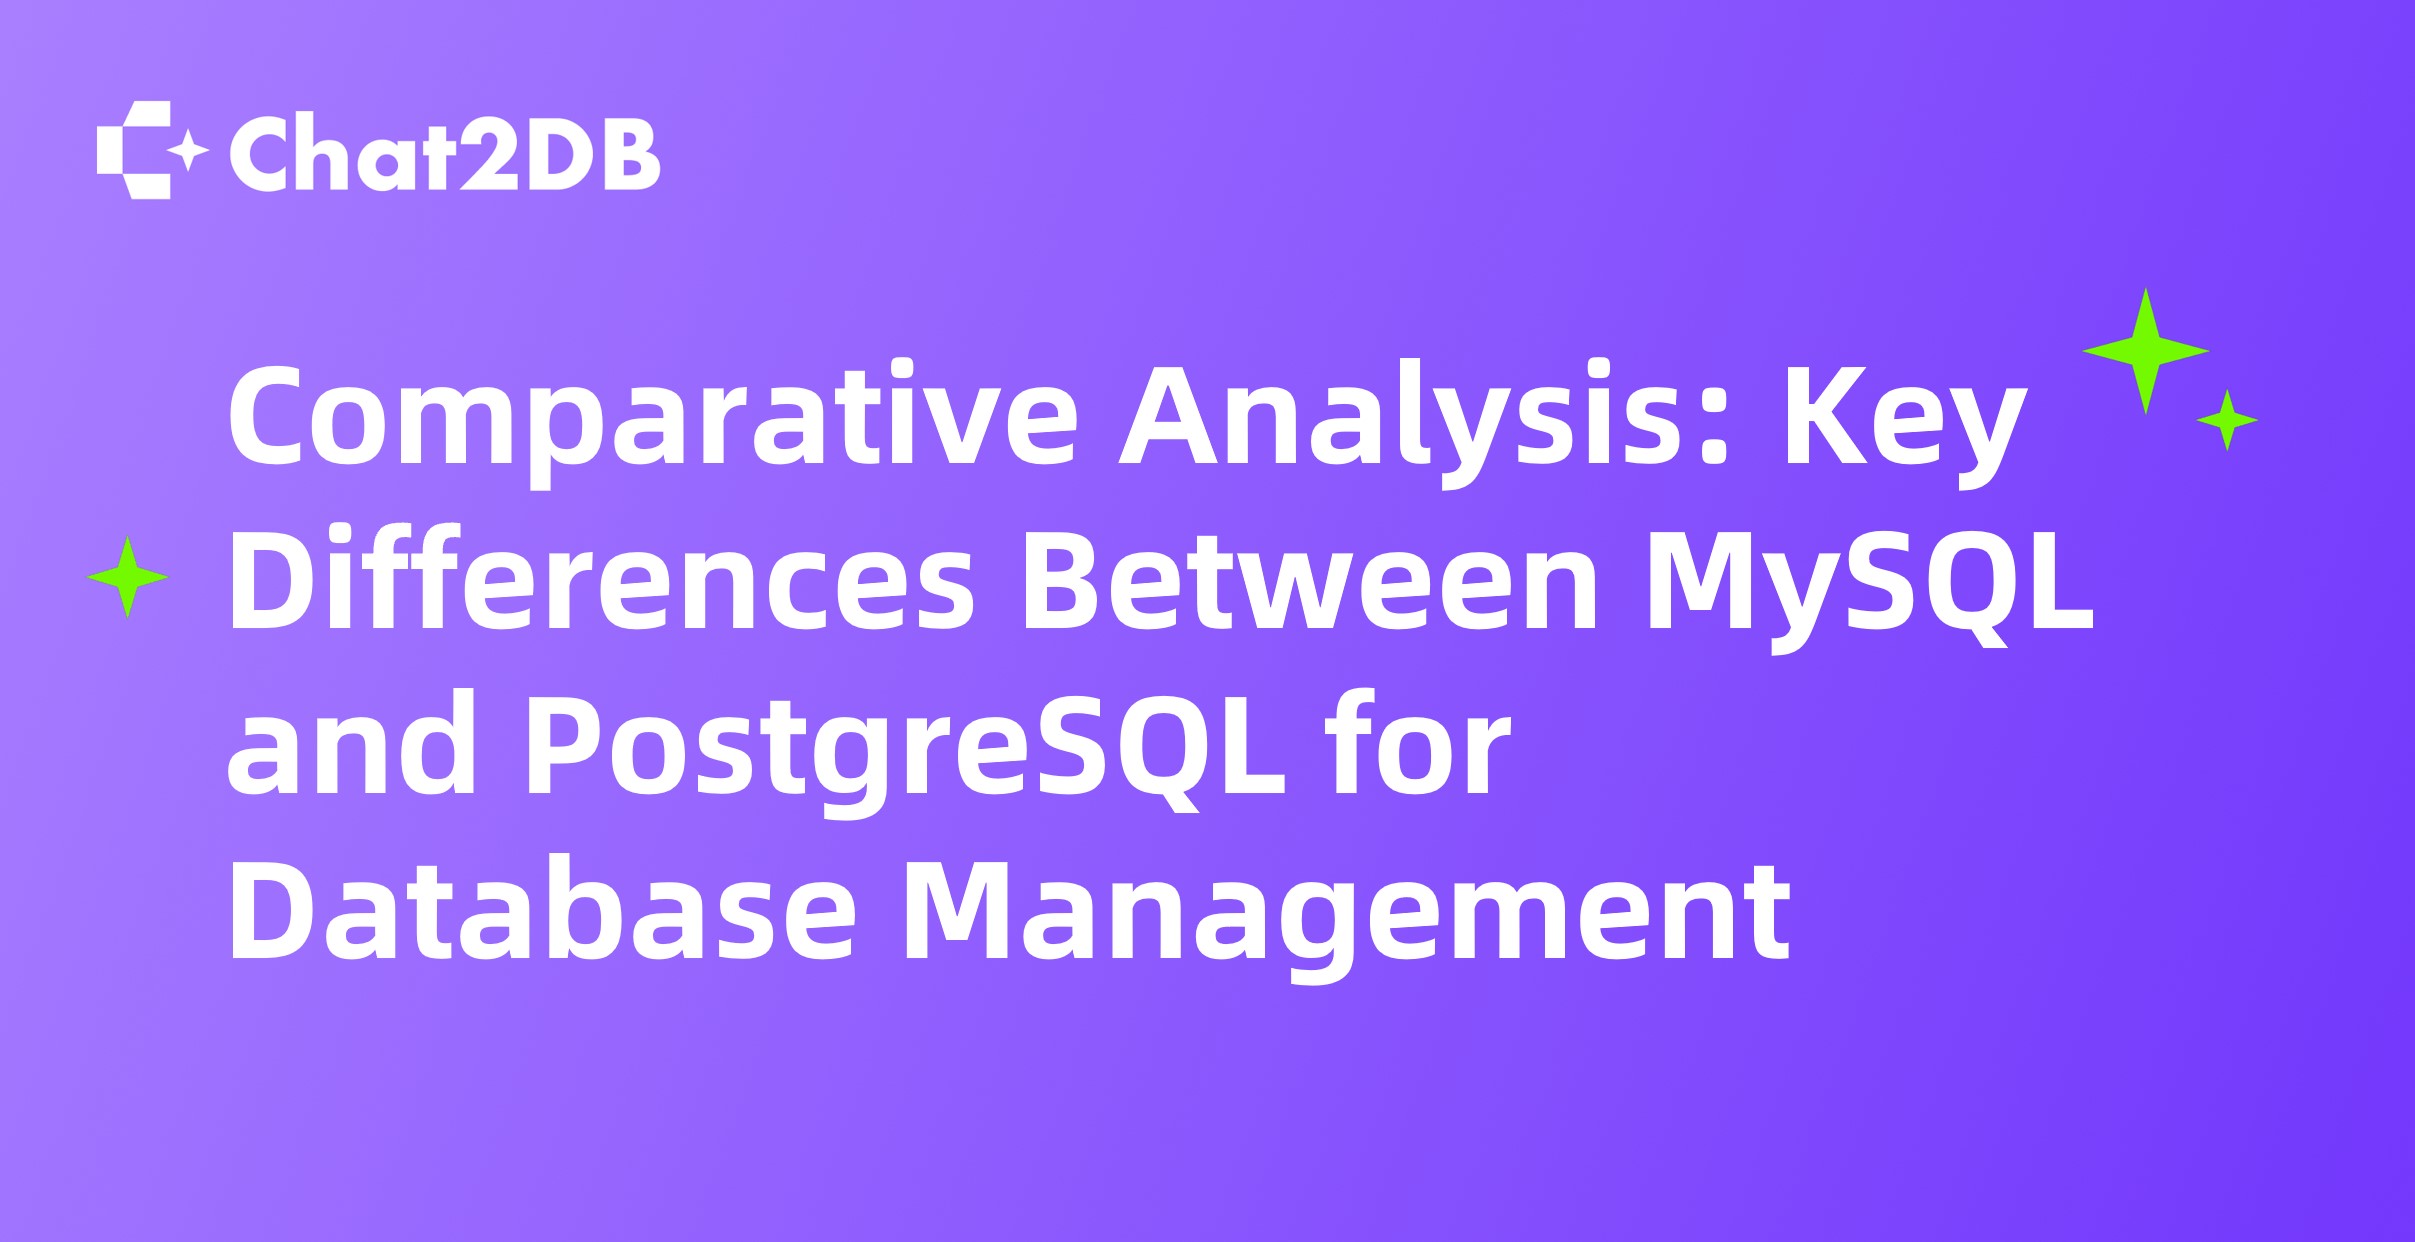 Chat2DB
Comparative Analysis: Key
Differences Between MySQL
and PostgreSQL for
Database Management